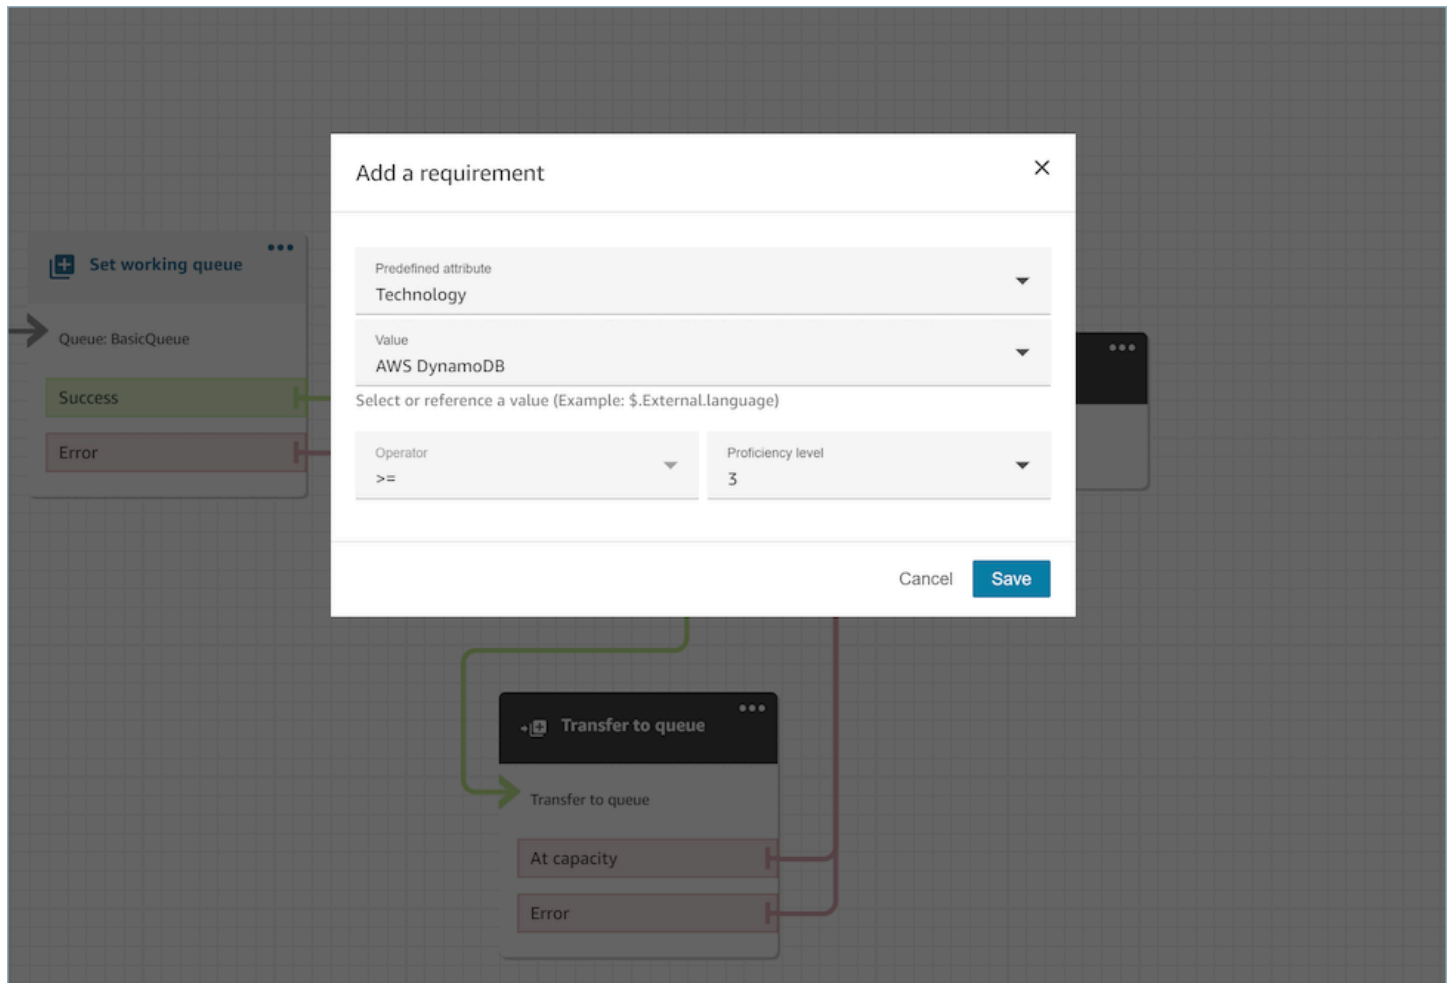 Add a requirement
Predefined attribute
Technology
Value
AWS DynamoDB
Select or reference a value (Example: $.External.language)
Operator
>=
Proficiency level
3
Cancel
Save
Set working queue
Queue: BasicQueue
Success
Error
Transfer to queue
Transfer to queue
At capacity
Error